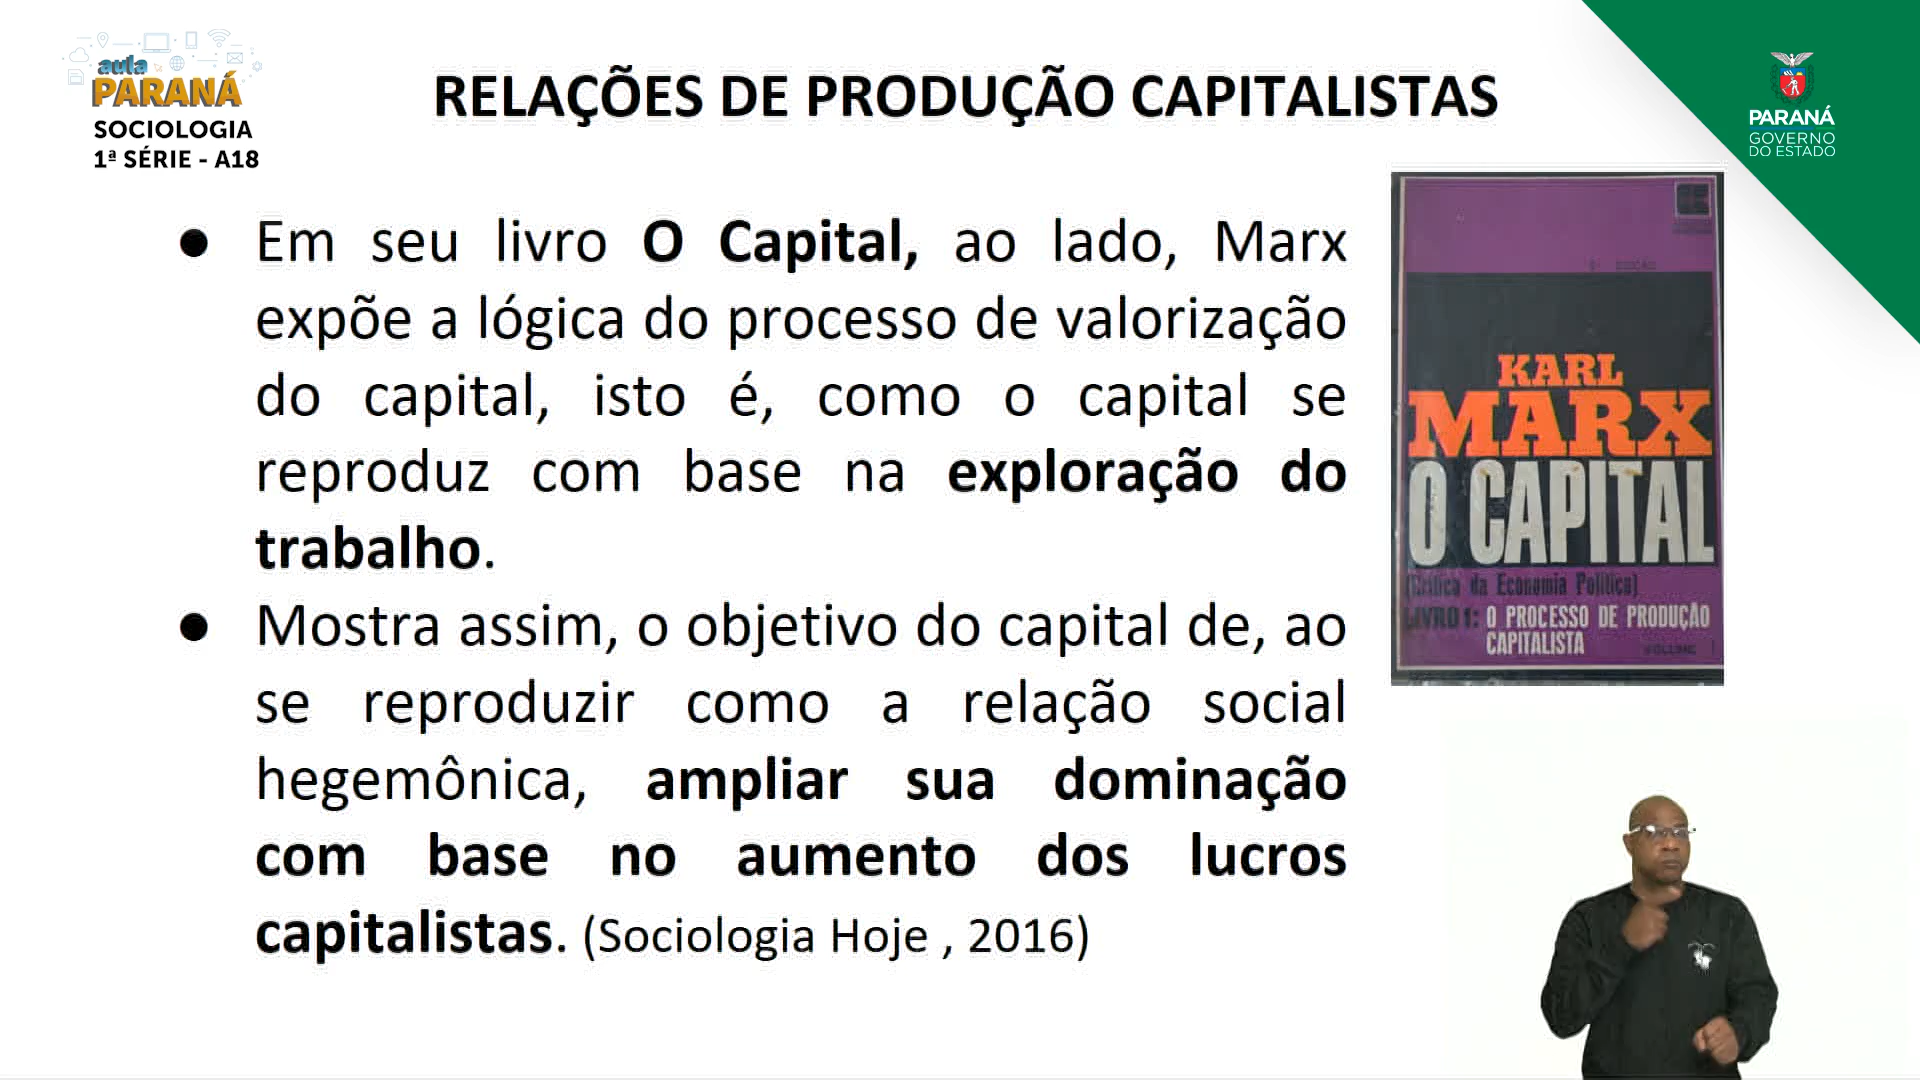 aula
PARANÁ
SOCIOLOGIA
1ª SÉRIE - A18
RELAÇÕES DE PRODUÇÃO CAPITALISTAS
PARANÁ
GOVERNO
DO ESTADO
● Em seu livro O Capital, ao lado, Marx
expõe a lógica do processo de valorização
do capital, isto é, como o capital se
reproduz com base na exploração do
trabalho.
● Mostra assim, o objetivo do capital de, ao
se reproduzir como a relação social
hegemônica, ampliar sua dominação
com base no aumento dos lucros
capitalistas. (Sociologia Hoje , 2016)
KARL
MARX
O CAPITAL
(Crítica da Economia Política)
LIVRO 1: O PROCESSO DE PRODUÇÃO
CAPITALISTA
VOLUME I